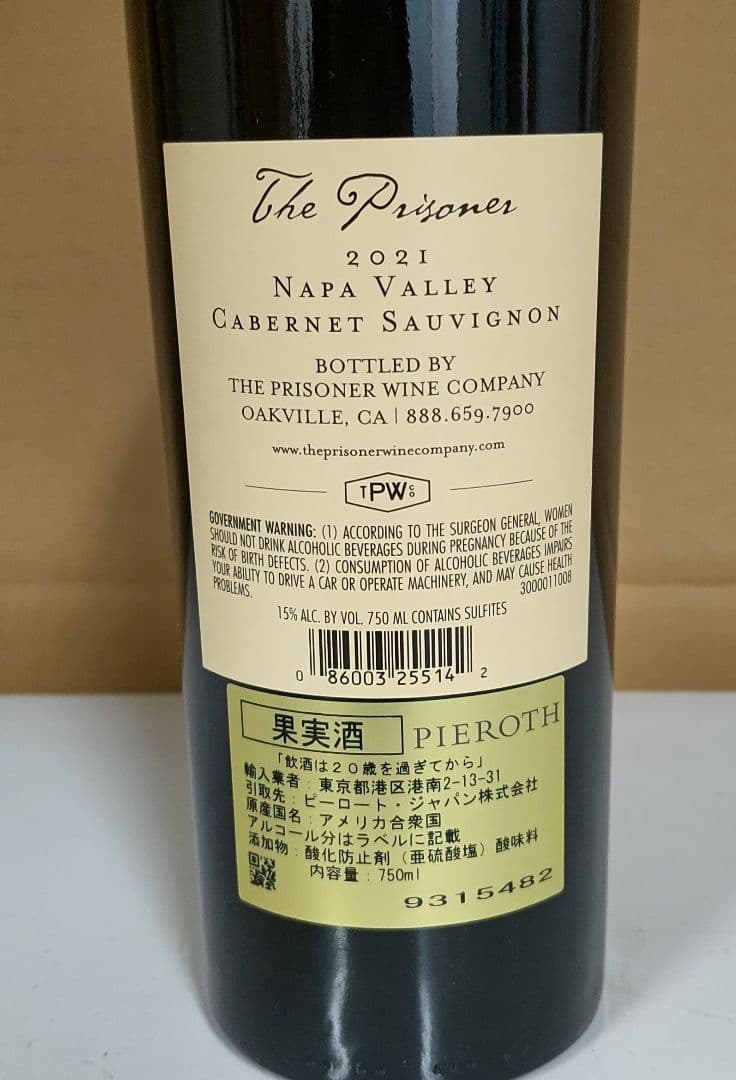 The Prisoner
2021
NAPA VALLEY
CABERNET SAUVIGNON
BOTTLED BY
THE PRISONER WINE COMPANY
OAKVILLE, CA | 888.659.7900
www.theprisonerwinecompany.com
TPWCO
GOVERNMENT WARNING: (1) ACCORDING TO THE SURGEON GENERAL, WOMEN
SHOULD NOT DRINK ALCOHOLIC BEVERAGES DURING PREGNANCY BECAUSE OF THE
RISK OF BIRTH DEFECTS. (2) CONSUMPTION OF ALCOHOLIC BEVERAGES IMPAIRS
YOUR ABILITY TO DRIVE A CAR OR OPERATE MACHINERY, AND MAY CAUSE HEALTH
PROBLEMS. 3000011008
15% ALC. BY VOL. 750 ML CONTAINS SULFITES
0 86003 25514 2
果実酒 PIEROTH
「飲酒は20歳を過ぎてから」
輸入業者：東京都港区港南2-13-31
引取先：ピーロート・ジャパン株式会社
原産国名：アメリカ合衆国
アルコール分はラベルに記載
添加物：酸化防止剤（亜硫酸塩）酸味料
内容量：750ml
9315482